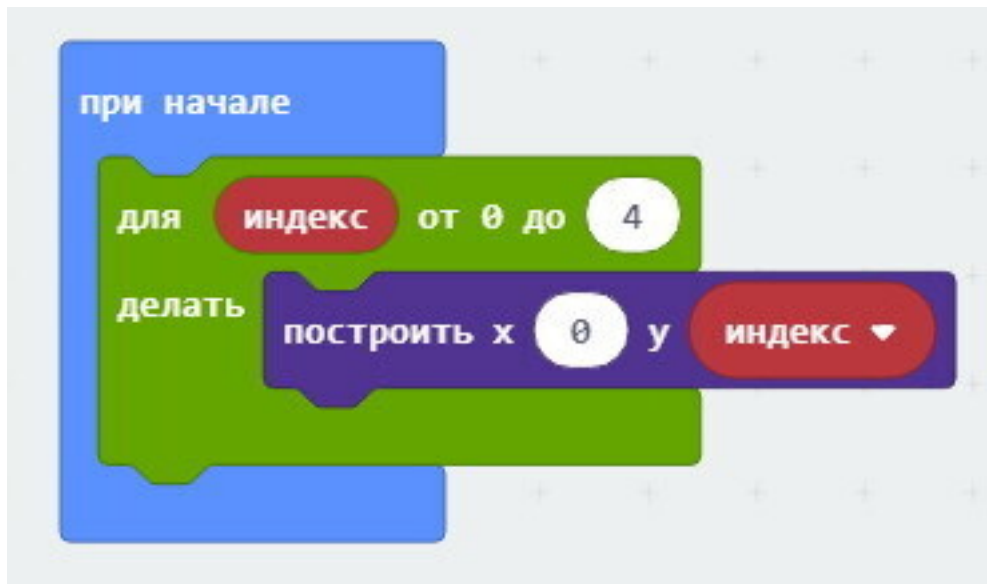 при начале
для индекс от 0 до 4
делать
построить x 0 y индекс